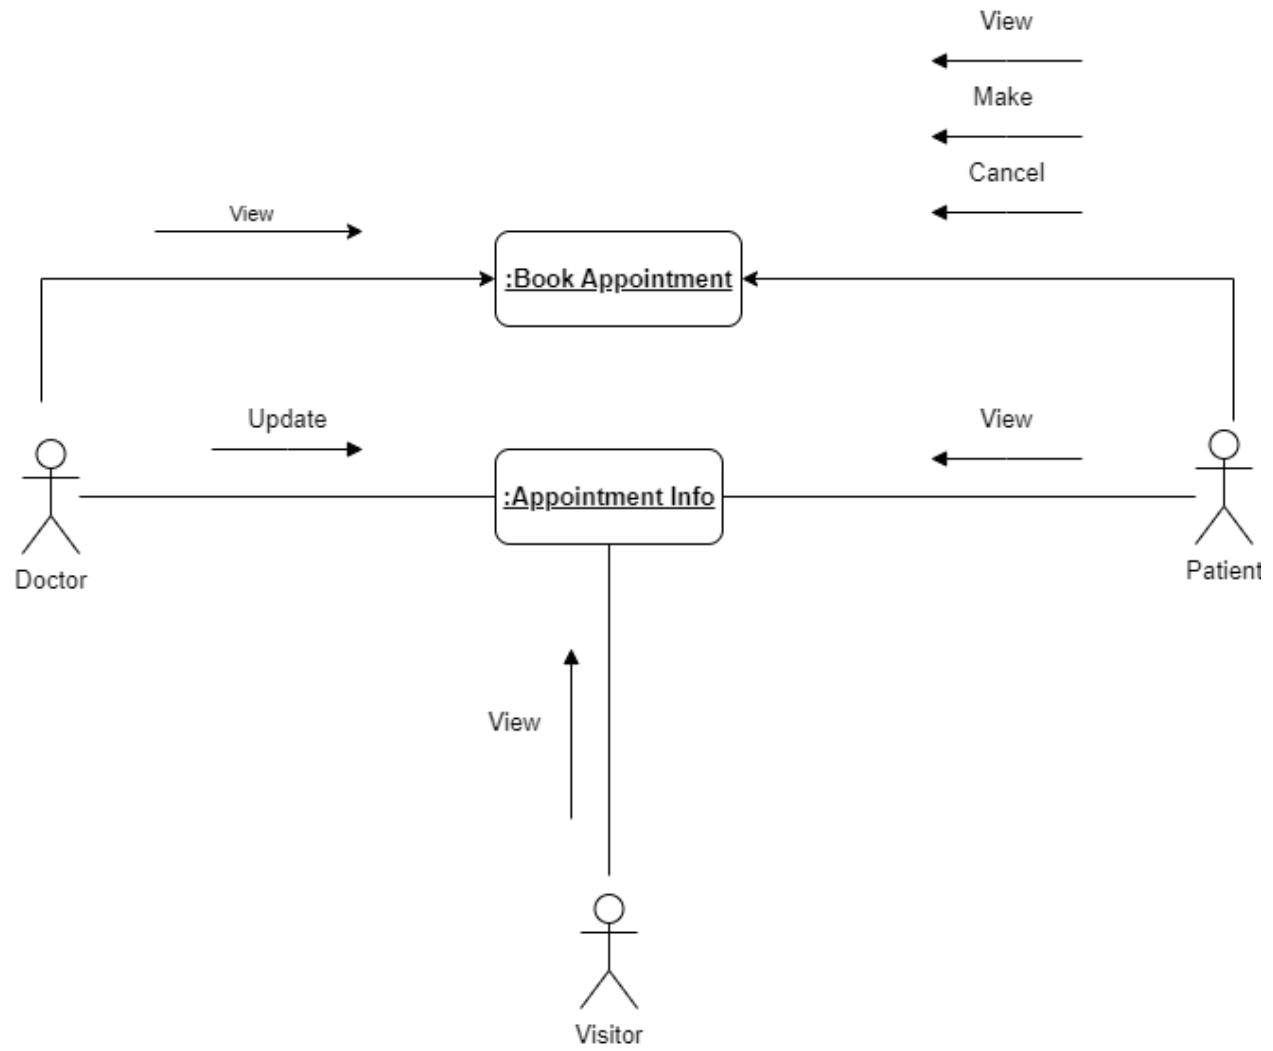 View
Make
Cancel
View
:Book Appointment
Update
View
:Appointment Info
Doctor
Patient
View
Visitor